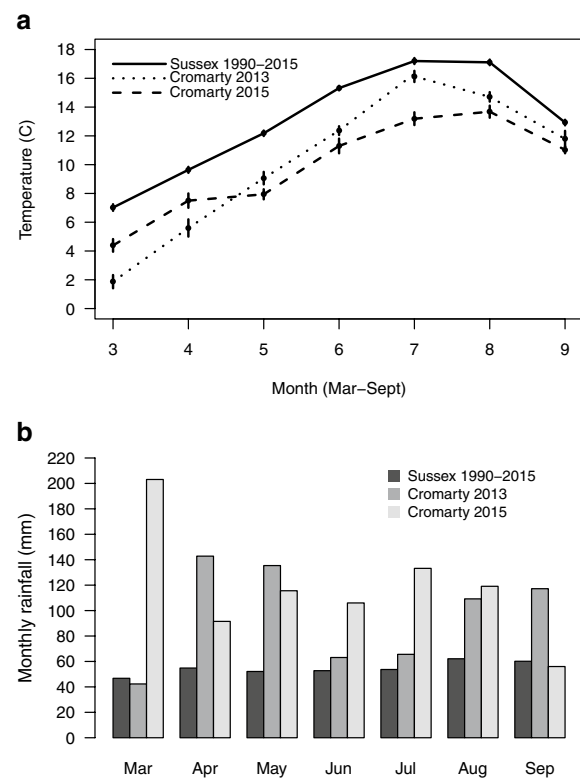 a
18
16
14
12
10
8
6
4
2
0
Temperature (C)
Sussex 1990–2015
Cromarty 2013
Cromarty 2015
3 4 5 6 7 8 9
Month (Mar–Sept)
b
220
200
180
160
140
120
100
80
60
40
20
0
Monthly rainfall (mm)
Sussex 1990–2015
Cromarty 2013
Cromarty 2015
Mar Apr May Jun Jul Aug Sep